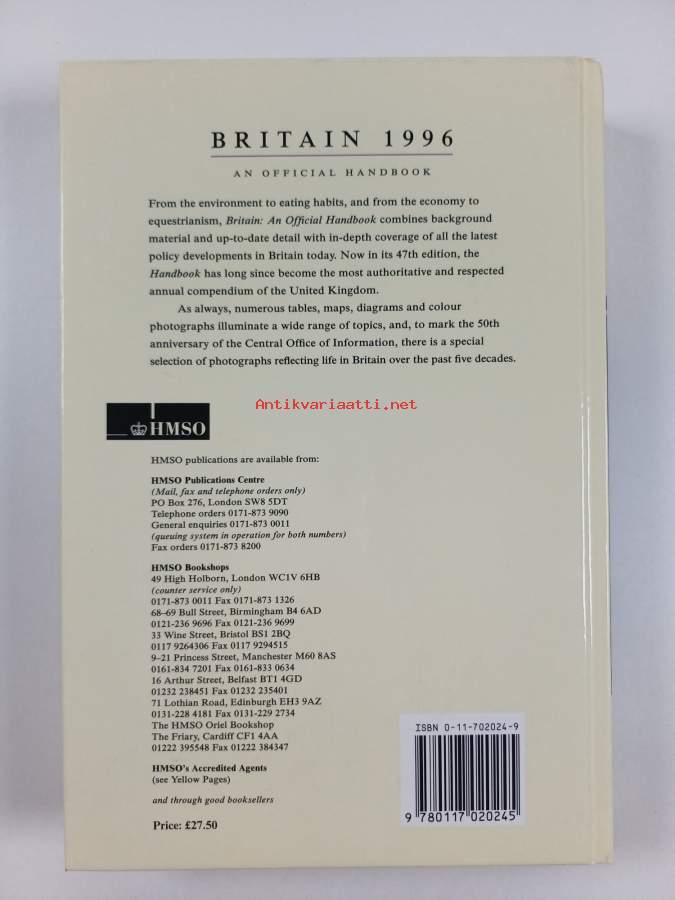 BRITAIN 1996
AN OFFICIAL HANDBOOK
From the environment to eating habits, and from the economy to
equestrianism, Britain: An Official Handbook combines background
material and up-to-date detail with in-depth coverage of all the latest
policy developments in Britain today. Now in its 47th edition, the
Handbook has long since become the most authoritative and respected
annual compendium of the United Kingdom.
As always, numerous tables, maps, diagrams and colour
photographs illuminate a wide range of topics, and, to mark the 50th
anniversary of the Central Office of Information, there is a special
selection of photographs reflecting life in Britain over the past five decades.
Antikvariaatti.net
HMSO
HMSO publications are available from:
HMSO Publications Centre
(Mail, fax and telephone orders only)
PO Box 276, London SW8 5DT
Telephone orders 0171-873 9090
General enquiries 0171-873 0011
(queuing system in operation for both numbers)
Fax orders 0171-873 8200
HMSO Bookshops
49 High Holborn, London WC1V 6HB
(counter service only)
0171-873 0011 Fax 0171-873 1326
68-69 Bull Street, Birmingham B4 6AD
0121-236 9696 Fax 0121-236 9699
33 Wine Street, Bristol BS1 2BQ
0117 9264306 Fax 0117 9294515
9-21 Princess Street, Manchester M60 8AS
0161-834 7201 Fax 0161-833 0634
16 Arthur Street, Belfast BT1 4GD
01232 238451 Fax 01232 235401
71 Lothian Road, Edinburgh EH3 9AZ
0131-228 4181 Fax 0131-229 2734
The HMSO Oriel Bookshop
The Friary, Cardiff CF1 4AA
01222 395548 Fax 01222 384347
HMSO's Accredited Agents
(see Yellow Pages)
and through good booksellers
Price: £27.50
ISBN 0-11-702024-9
9 780117 020245